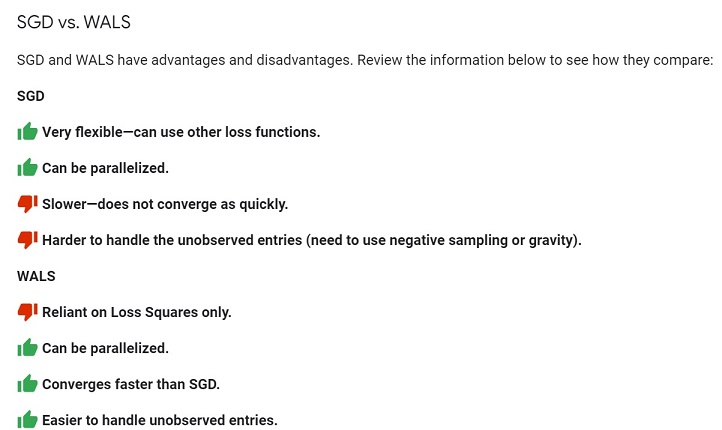 SGD vs. WALS
SGD and WALS have advantages and disadvantages. Review the information below to see how they compare:
SGD
Very flexible—can use other loss functions.
Can be parallelized.
Slower—does not converge as quickly.
Harder to handle the unobserved entries (need to use negative sampling or gravity).
WALS
Reliant on Loss Squares only.
Can be parallelized.
Converges faster than SGD.
Easier to handle unobserved entries.